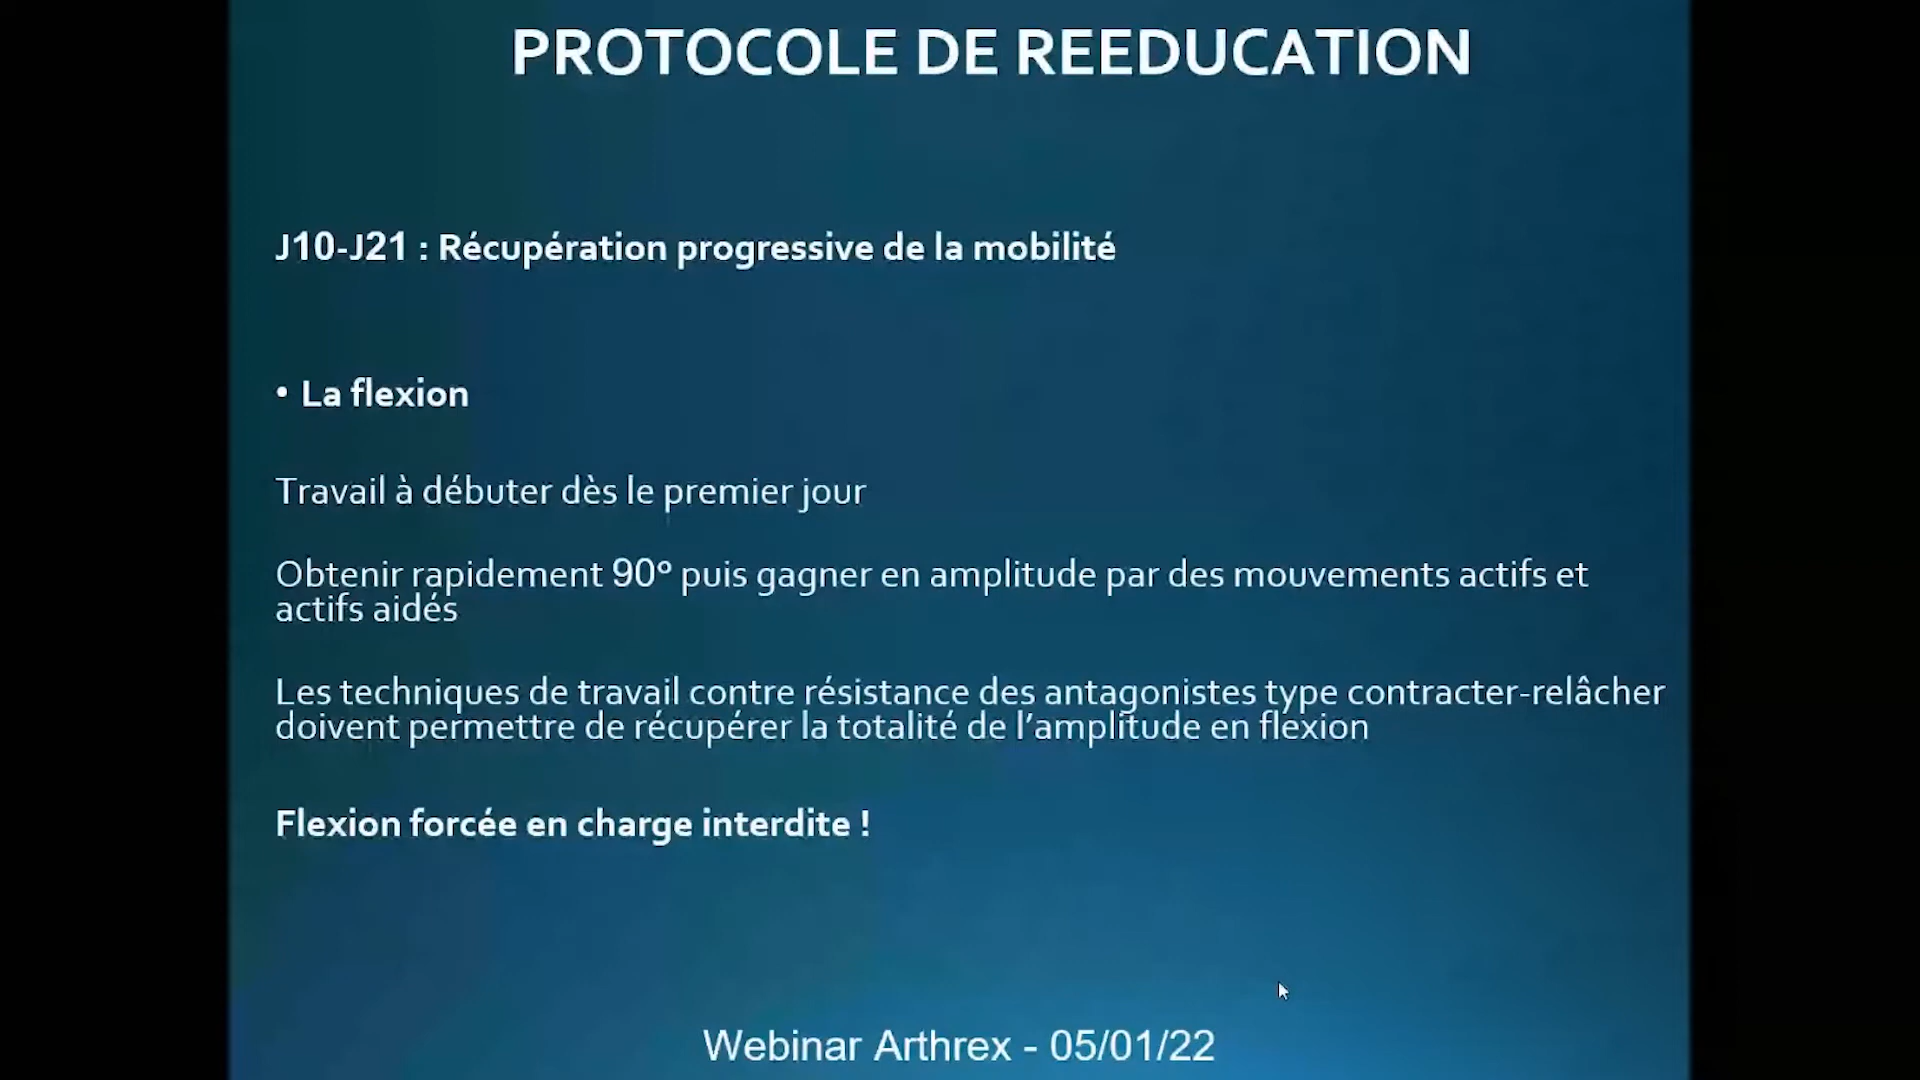 PROTOCOLE DE REEDUCATION
J10-J21 : Récupération progressive de la mobilité
• La flexion
Travail à débuter dès le premier jour
Obtenir rapidement 90° puis gagner en amplitude par des mouvements actifs et
actifs aidés
Les techniques de travail contre résistance des antagonistes type contracter-relâcher
doivent permettre de récupérer la totalité de l’amplitude en flexion
Flexion forcée en charge interdite !
Webinar Arthrex - 05/01/22